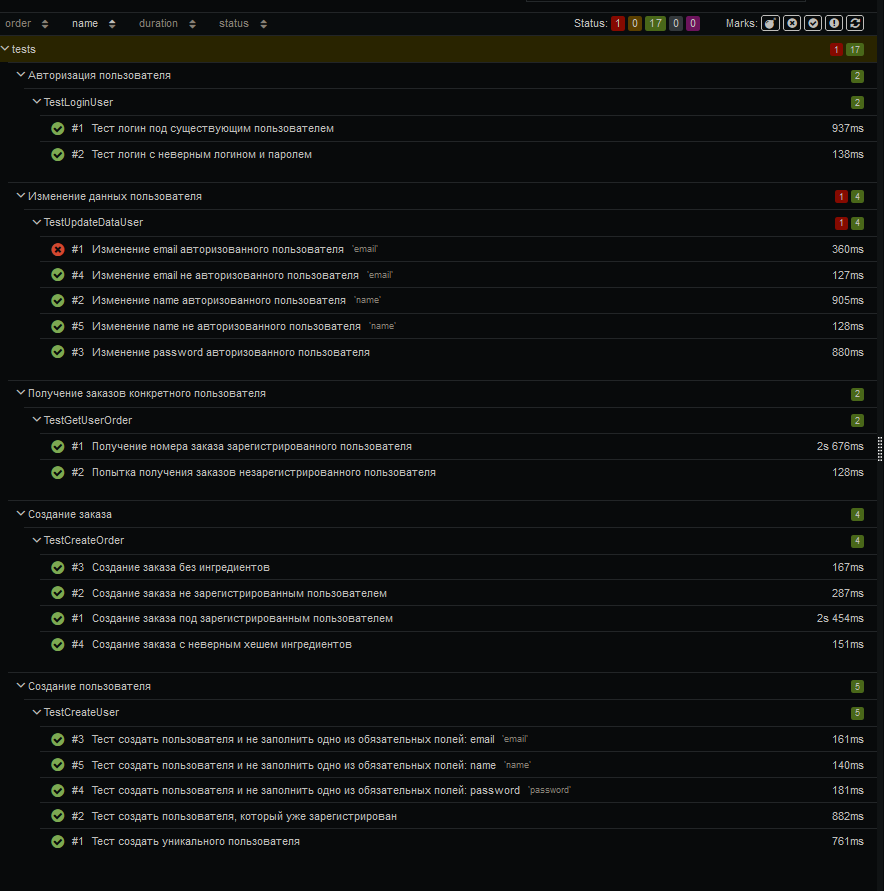 order name duration status Status: 1 0 17 0 0 Marks:
tests 1 17
Авторизация пользователя 2
TestLoginUser 2
#1 Тест логин под существующим пользователем 937ms
#2 Тест логин с неверным логином и паролем 138ms
Изменение данных пользователя 1 4
TestUpdateDataUser 1 4
#1 Изменение email авторизованного пользователя 'email' 360ms
#4 Изменение email не авторизованного пользователя 'email' 127ms
#2 Изменение name авторизованного пользователя 'name' 905ms
#5 Изменение name не авторизованного пользователя 'name' 128ms
#3 Изменение password авторизованного пользователя 880ms
Получение заказов конкретного пользователя 2
TestGetUserOrder 2
#1 Получение номера заказа зарегистрированного пользователя 2s 676ms
#2 Попытка получения заказов незарегистрированного пользователя 128ms
Создание заказа 4
TestCreateOrder 4
#3 Создание заказа без ингредиентов 167ms
#2 Создание заказа не зарегистрированным пользователем 287ms
#1 Создание заказа под зарегистрированным пользователем 2s 454ms
#4 Создание заказа с неверным хешем ингредиентов 151ms
Создание пользователя 5
TestCreateUser 5
#3 Тест создать пользователя и не заполнить одно из обязательных полей: email 'email' 161ms
#5 Тест создать пользователя и не заполнить одно из обязательных полей: name 'name' 140ms
#4 Тест создать пользователя и не заполнить одно из обязательных полей: password 'password' 181ms
#2 Тест создать пользователя, который уже зарегистрирован 882ms
#1 Тест создать уникального пользователя 761ms